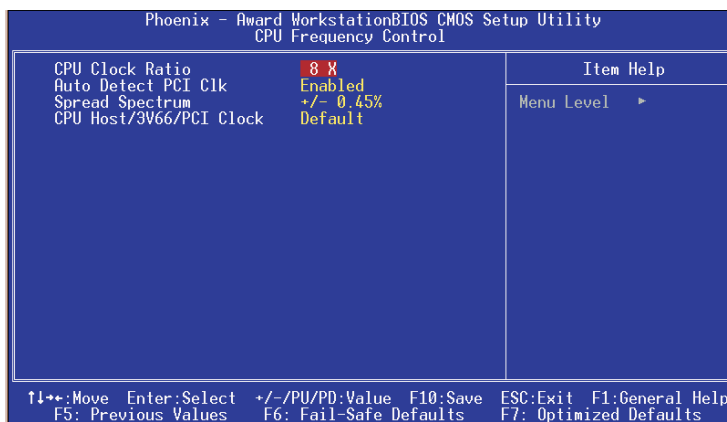 Phoenix - Award WorkstationBIOS CMOS Setup Utility
CPU Frequency Control
CPU Clock Ratio 8 X
Auto Detect PCI Clk Enabled
Spread Spectrum +/- 0.45%
CPU Host/3V66/PCI Clock Default
Item Help
Menu Level ►
↑↓→←:Move Enter:Select +/-/PU/PD:Value F10:Save ESC:Exit F1:General Help
F5: Previous Values F6: Fail-Safe Defaults F7: Optimized Defaults